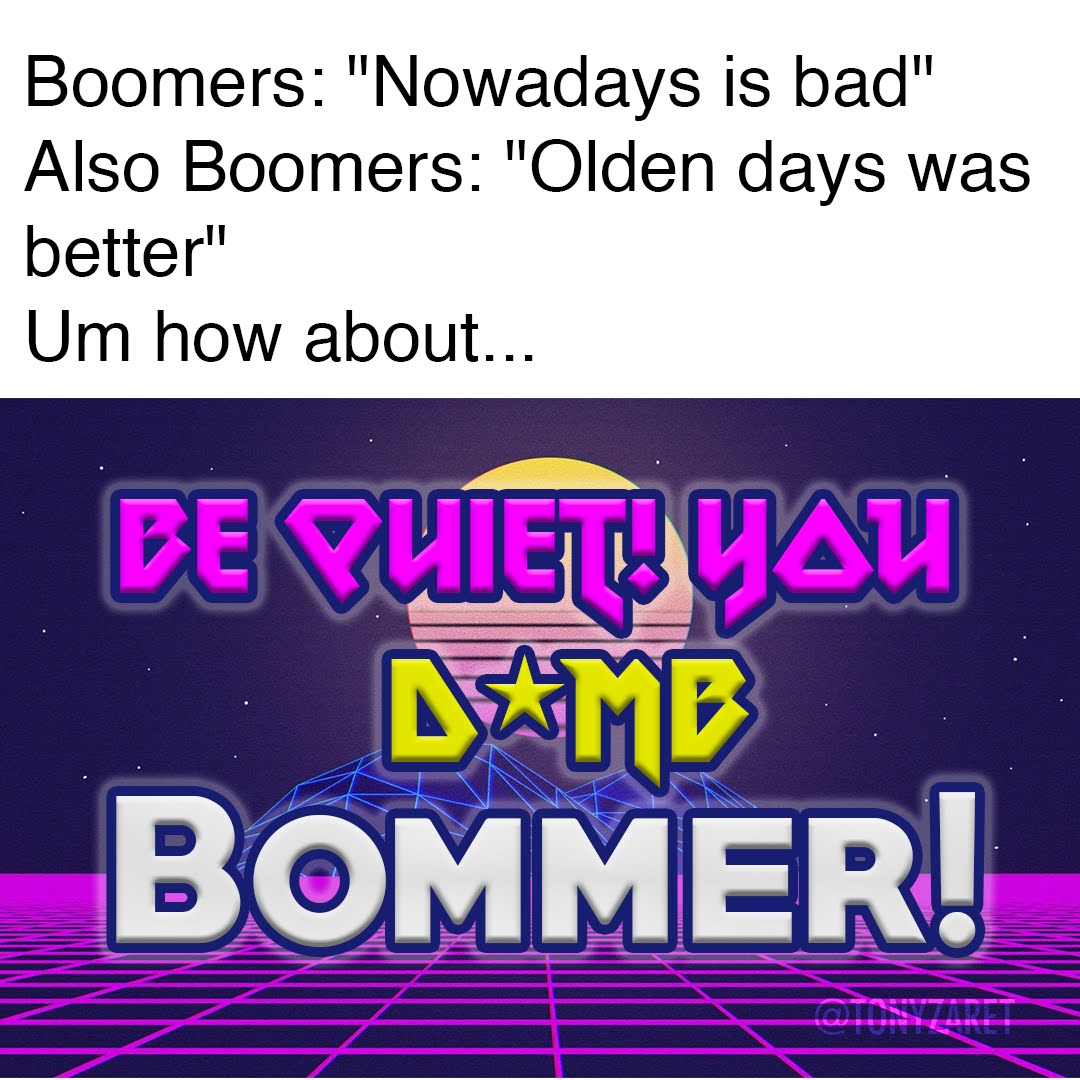 Boomers: "Nowadays is bad"
Also Boomers: "Olden days was
better"
Um how about...
BE QUIET! YOU
D★MB
BOMMER!
@TONYZARET